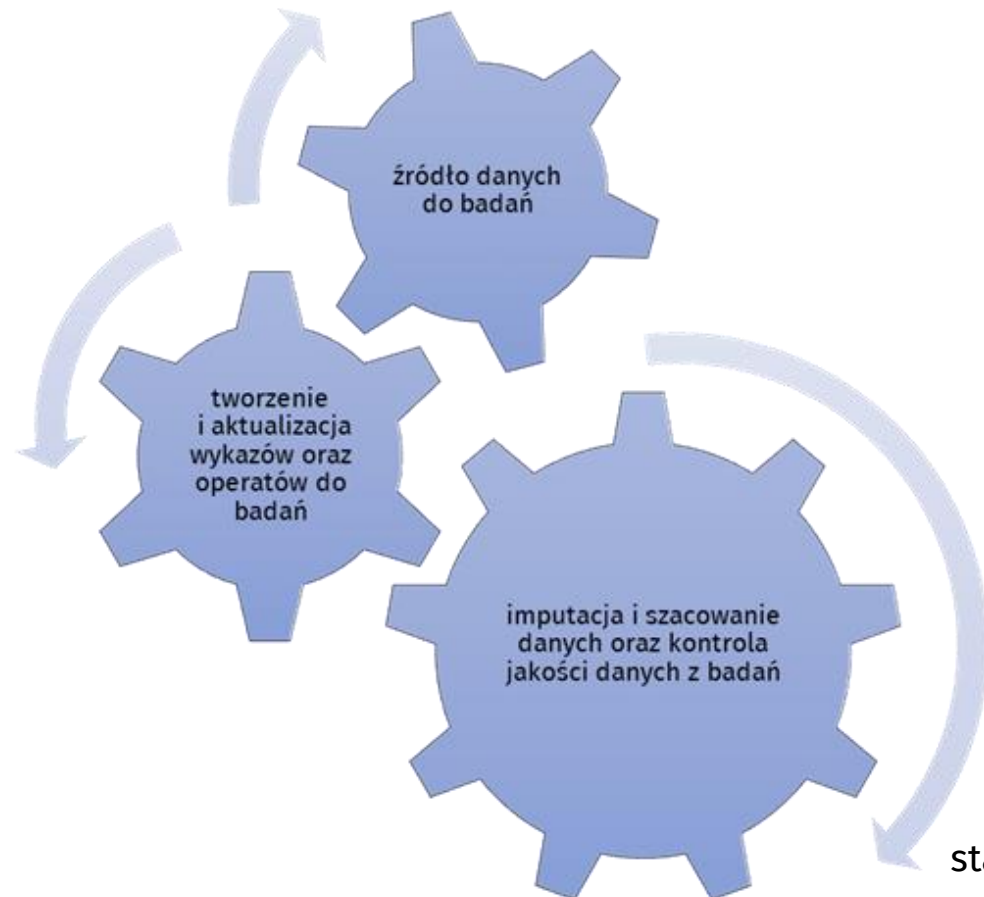 źródło danych
do badań
tworzenie
i aktualizacja
wykazów oraz
operatów do
badań
imputacja i szacowanie
danych oraz kontrola
jakości danych z badań